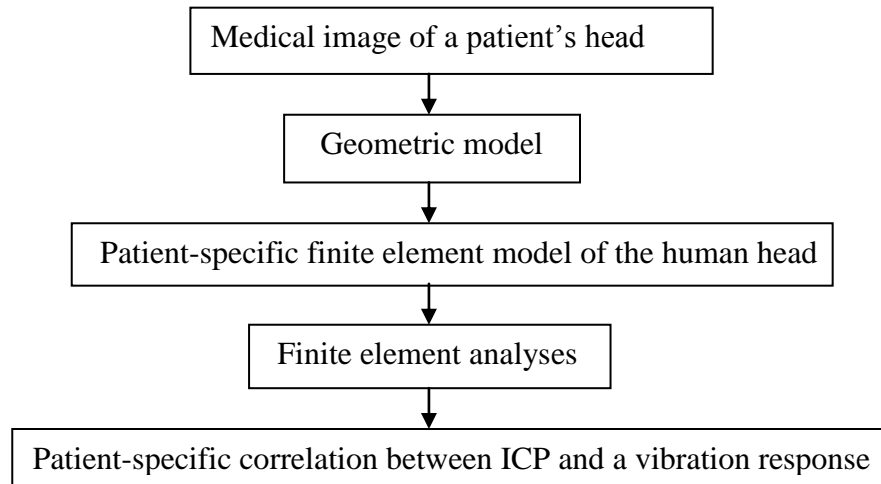 Medical image of a patient’s head
Geometric model
Patient-specific finite element model of the human head
Finite element analyses
Patient-specific correlation between ICP and a vibration response